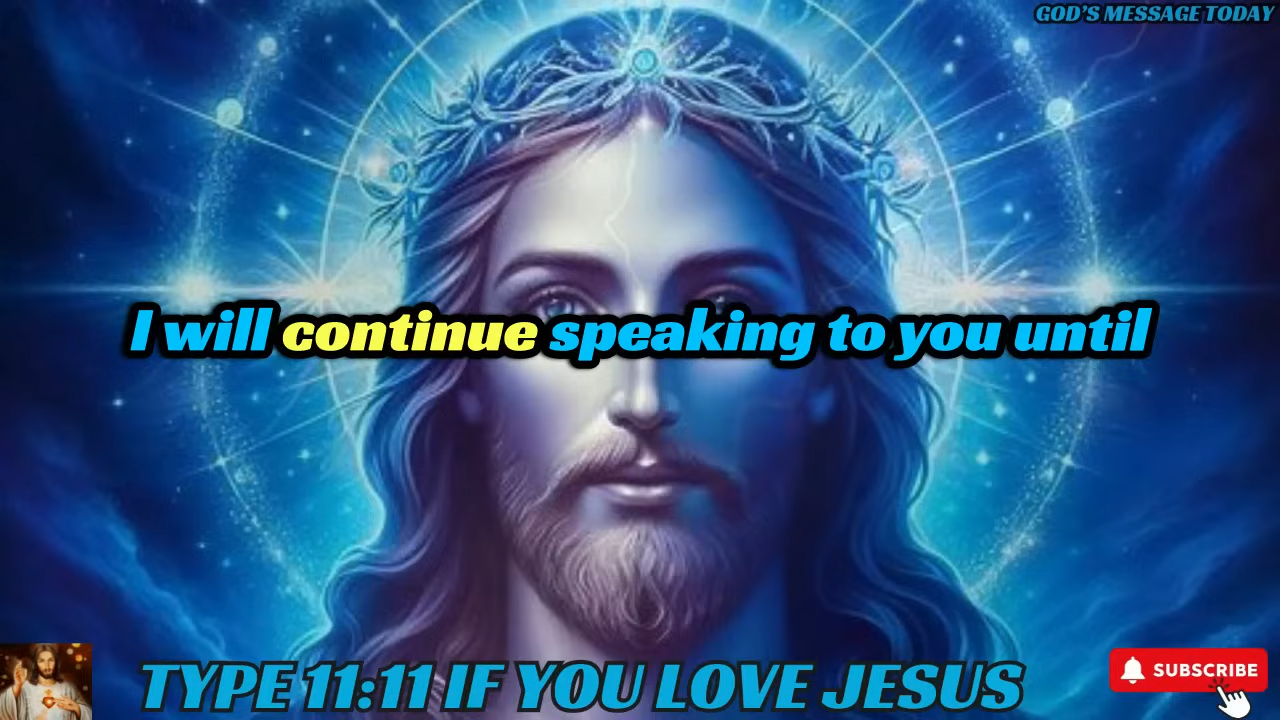 GOD'S MESSAGE TODAY
I will continue speaking to you until
TYPE 11:11 IF YOU LOVE JESUS
SUBSCRIBE